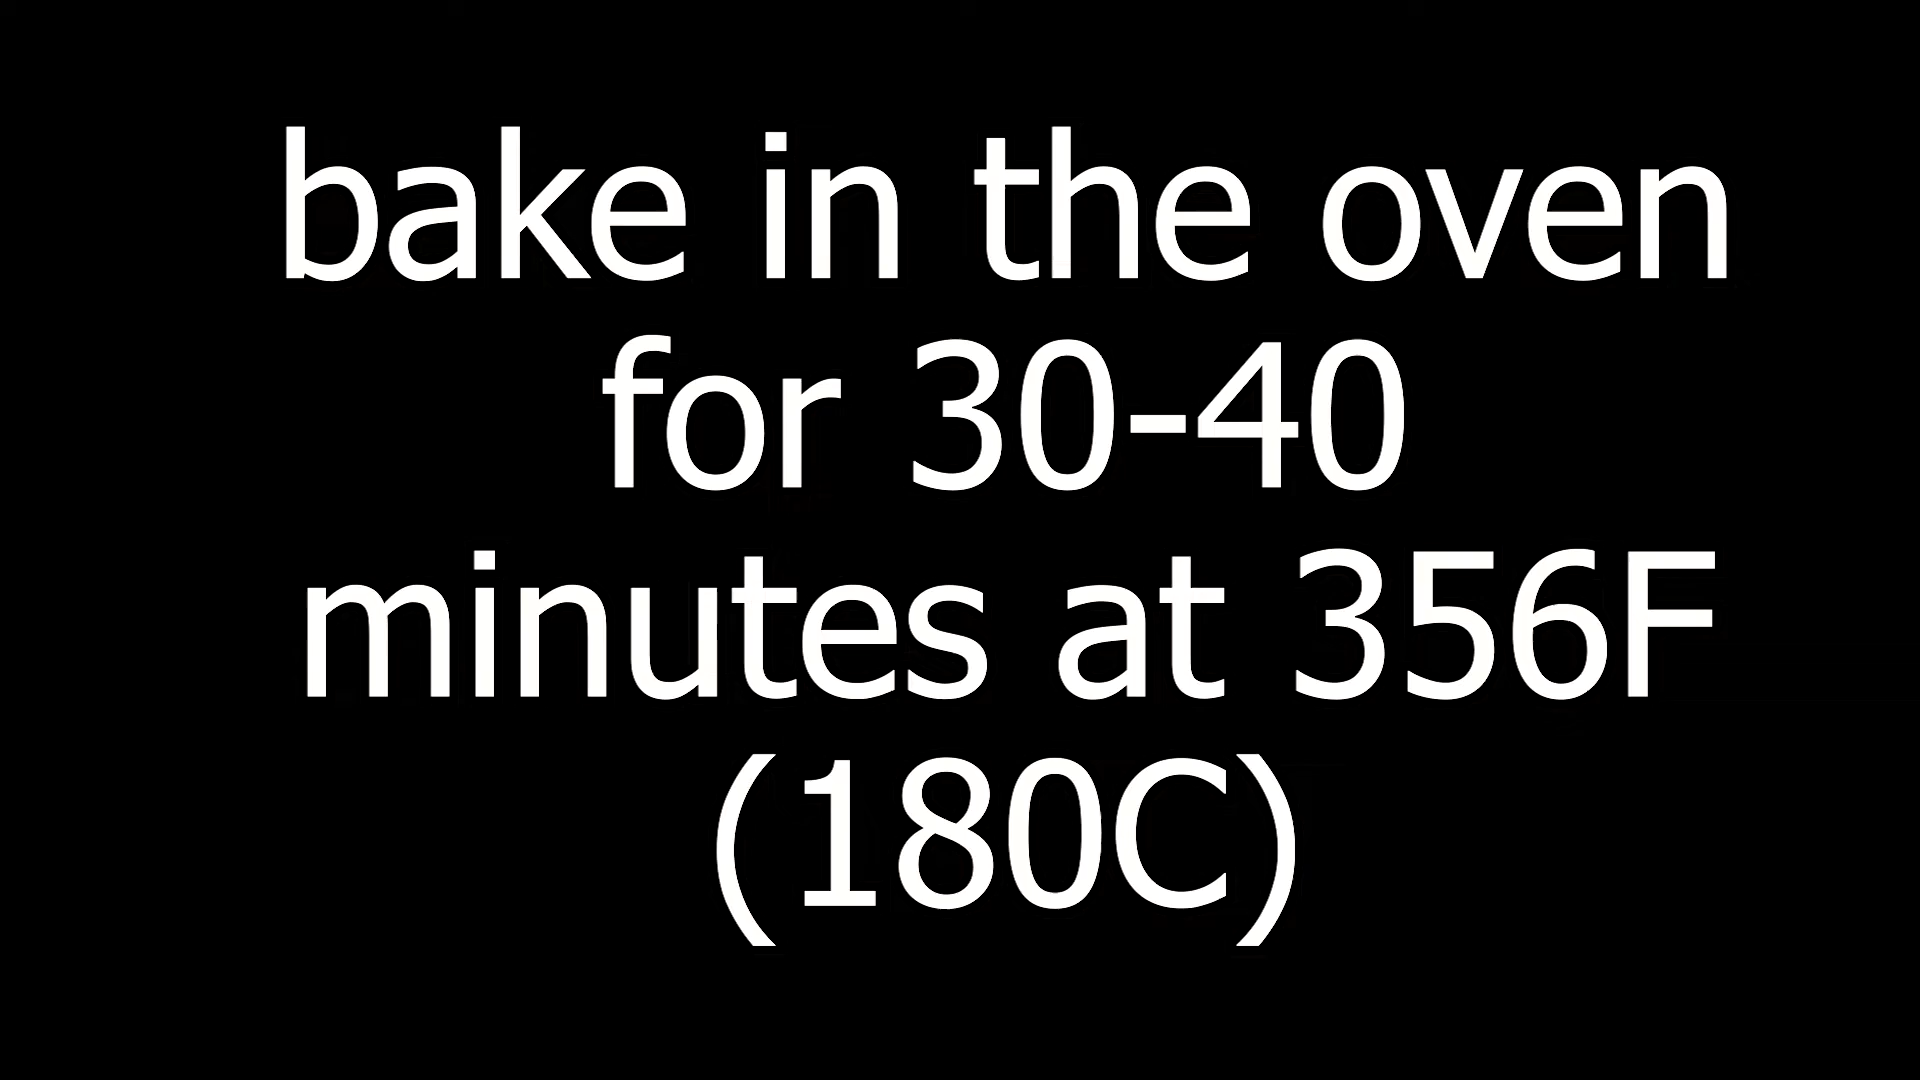 bake in the oven
for 30-40
minutes at 356F
(180C)